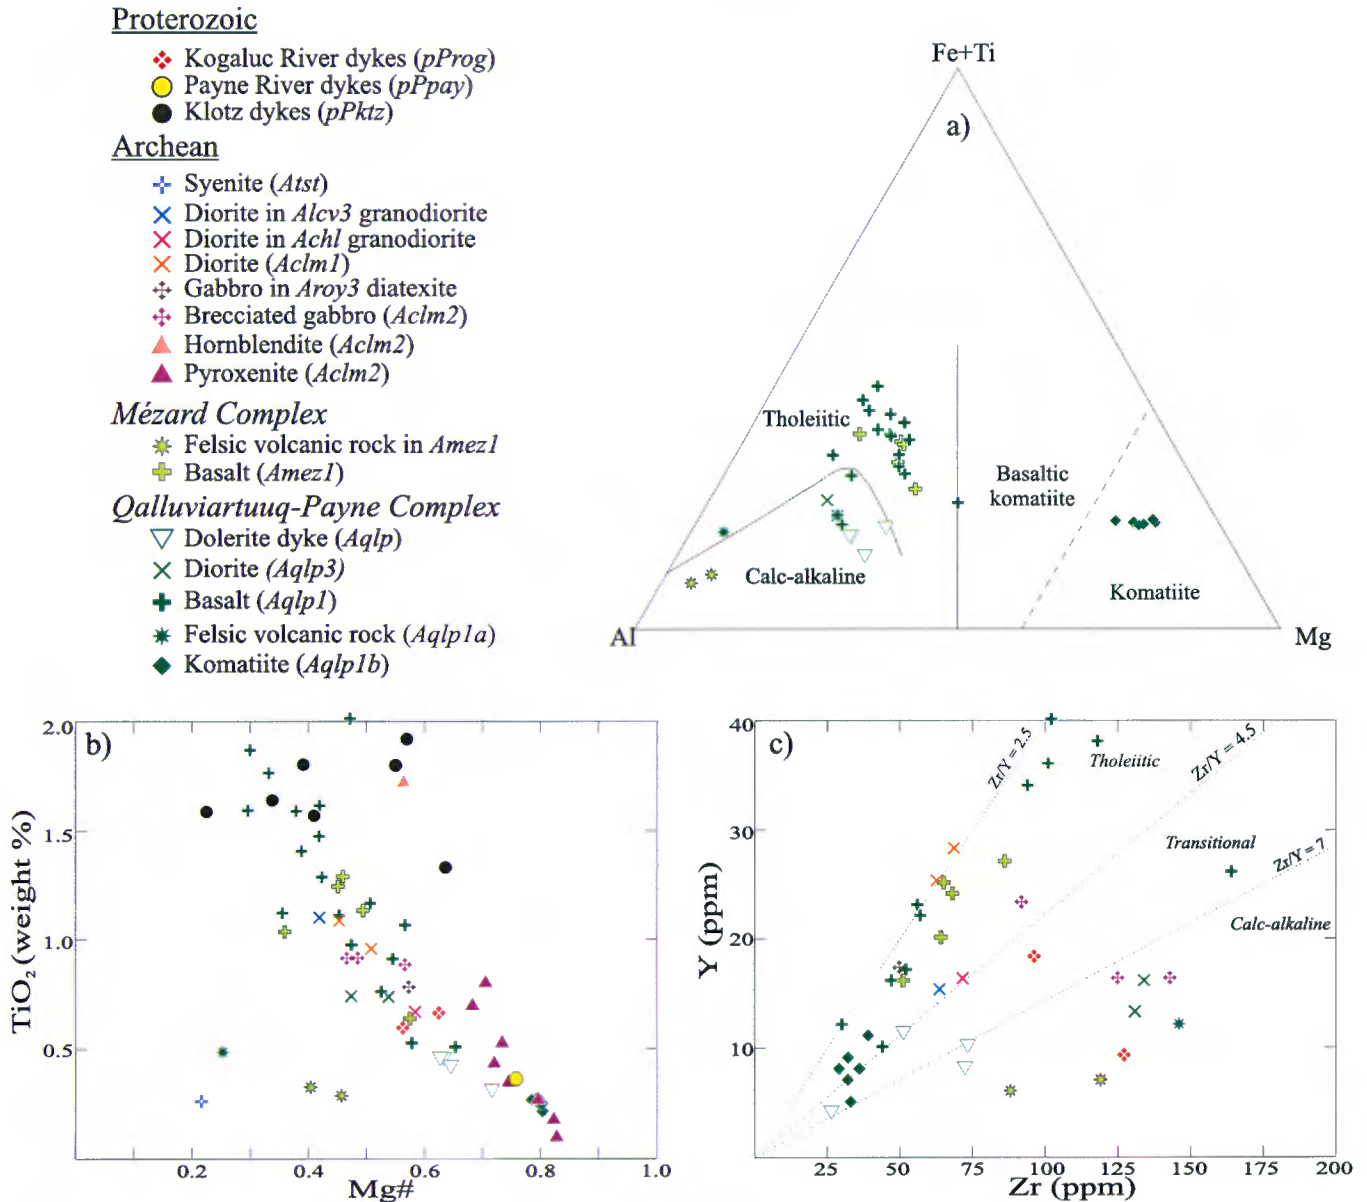 Proterozoic
Kogaluc River dykes (pProg)
Payne River dykes (pPpay)
Klotz dykes (pPktz)
Archean
Syenite (Atst)
Diorite in Alcv3 granodiorite
Diorite in Achl granodiorite
Diorite (Aclm1)
Gabbro in Aroy3 diatexite
Brecciated gabbro (Aclm2)
Hornblendite (Aclm2)
Pyroxenite (Aclm2)
Mézard Complex
Felsic volcanic rock in Amez1
Basalt (Amez1)
Qalluviartuuq-Payne Complex
Dolerite dyke (Aqlp)
Diorite (Aqlp3)
Basalt (Aqlp1)
Felsic volcanic rock (Aqlp1a)
Komatiite (Aqlp1b)
Fe+Ti
a)
Tholeiitic
Basaltic
komatiite
Calc-alkaline
Komatiite
Al
Mg
b)
TiO2 (weight %)
2.0
1.5
1.0
0.5
0.2
0.4
0.6
0.8
1.0
Mg#
c)
Y (ppm)
40
30
20
10
Zr/Y = 2.5
Tholeiitic
Zr/Y = 4.5
Transitional
Zr/Y = 7
Calc-alkaline
25
50
75
100
125
150
175
200
Zr (ppm)